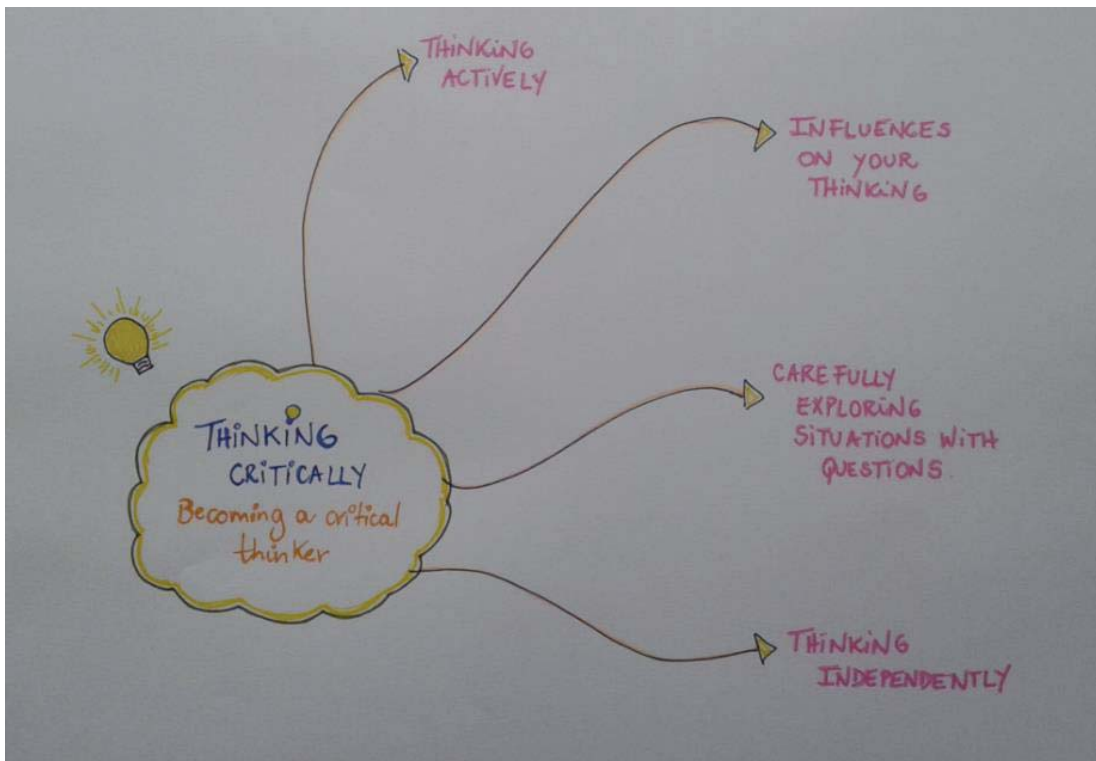 THiNKiNG
ACTiVELY
INFLUENCES
ON YOUR
THiNKiNG
CAREFULLY
EXPLORING
SITUATIONS WITH
QUESTIONS.
THiNKiNG
CRiTiCALLY
Becoming a critical
thinker
THiNKiNG
INDEPENDENTLY